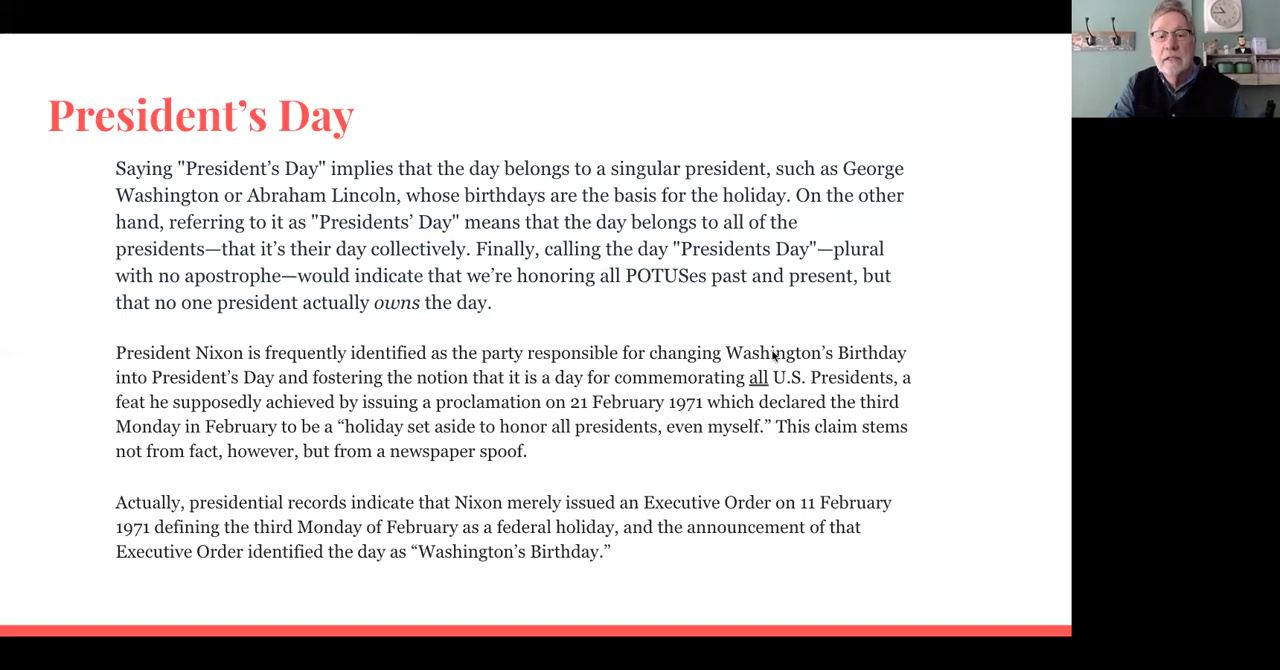 President’s Day
Saying "President’s Day" implies that the day belongs to a singular president, such as George
Washington or Abraham Lincoln, whose birthdays are the basis for the holiday. On the other
hand, referring to it as "Presidents’ Day" means that the day belongs to all of the
presidents—that it’s their day collectively. Finally, calling the day "Presidents Day"—plural
with no apostrophe—would indicate that we’re honoring all POTUSes past and present, but
that no one president actually owns the day.
President Nixon is frequently identified as the party responsible for changing Washington’s Birthday
into President’s Day and fostering the notion that it is a day for commemorating all U.S. Presidents, a
feat he supposedly achieved by issuing a proclamation on 21 February 1971 which declared the third
Monday in February to be a “holiday set aside to honor all presidents, even myself.” This claim stems
not from fact, however, but from a newspaper spoof.
Actually, presidential records indicate that Nixon merely issued an Executive Order on 11 February
1971 defining the third Monday of February as a federal holiday, and the announcement of that
Executive Order identified the day as “Washington’s Birthday.”